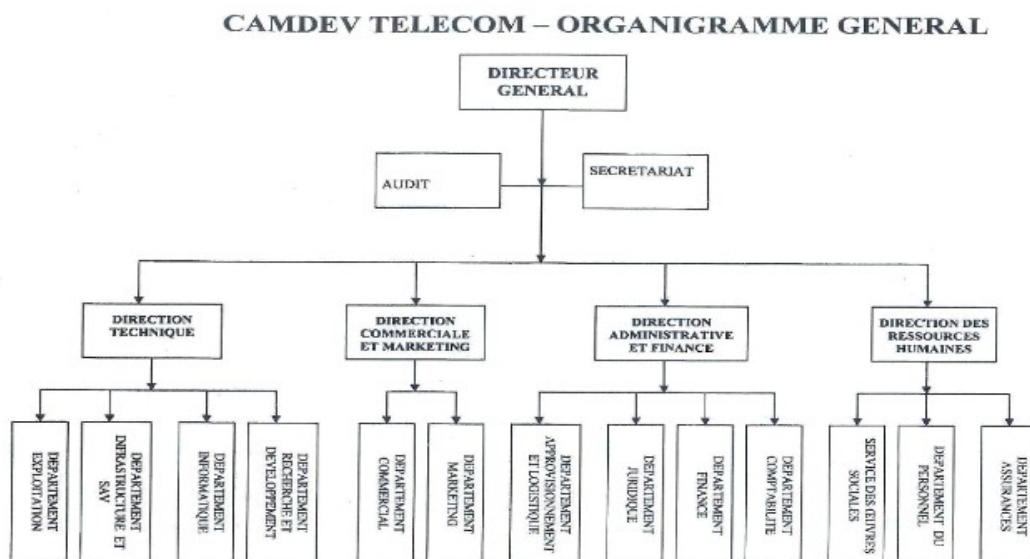 CAMDEV TELECOM – ORGANIGRAMME GENERAL
DIRECTEUR
GENERAL
AUDIT
SECRETARIAT
DIRECTION
TECHNIQUE
DIRECTION
COMMERCIALE
ET MARKETING
DIRECTION
ADMINISTRATIVE
ET FINANCE
DIRECTION DES
RESSOURCES
HUMAINES
DEPARTEMENT
EXPLOITATION
DEPARTEMENT
INFRASTRUCTURE ET
SAV
DEPARTEMENT
INFORMATIQUE
DEPARTEMENT
RECHERCHE ET
DEVELOPPEMENT
DEPARTEMENT
COMMERCIAL
DEPARTEMENT
MARKETING
DEPARTEMENT
APPROVISIONNEMENT
ET LOGISTIQUE
DEPARTEMENT
JURIDIQUE
DEPARTEMENT
FINANCE
DEPARTEMENT
COMPTABILITE
SERVICE DES ŒUVRES
SOCIALES
DEPARTEMENT DU
PERSONNEL
DEPARTEMENT
ASSURANCES